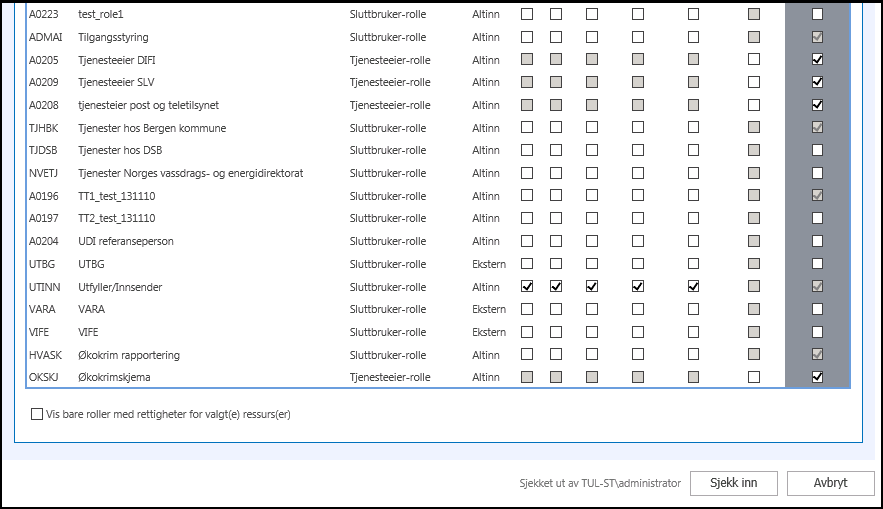 A0223 test_role1 Sluttbruker-rolle Altinn
ADMAI Tilgangsstyring Sluttbruker-rolle Altinn
A0205 Tjenesteeier DIFI Tjenesteeier-rolle Altinn
A0209 Tjenesteeier SLV Tjenesteeier-rolle Altinn
A0208 tjenesteier post og teletilsynet Tjenesteeier-rolle Altinn
TJHBK Tjenester hos Bergen kommune Sluttbruker-rolle Altinn
TJDSB Tjenester hos DSB Sluttbruker-rolle Altinn
NVETJ Tjenester Norges vassdrags- og energidirektorat Sluttbruker-rolle Altinn
A0196 TT1_test_131110 Sluttbruker-rolle Altinn
A0197 TT2_test_131110 Sluttbruker-rolle Altinn
A0204 UDI referanseperson Sluttbruker-rolle Altinn
UTBG UTBG Sluttbruker-rolle Ekstern
UTINN Utfyller/Innsender Sluttbruker-rolle Altinn
VARA VARA Sluttbruker-rolle Ekstern
VIFE VIFE Sluttbruker-rolle Ekstern
HVASK Økokrim rapportering Sluttbruker-rolle Altinn
OKSKJ Økokrimskjema Tjenesteeier-rolle Altinn
Vis bare roller med rettigheter for valgt(e) ressurs(er)
Sjekket ut av TUL-ST\administrator Sjekk inn Avbryt